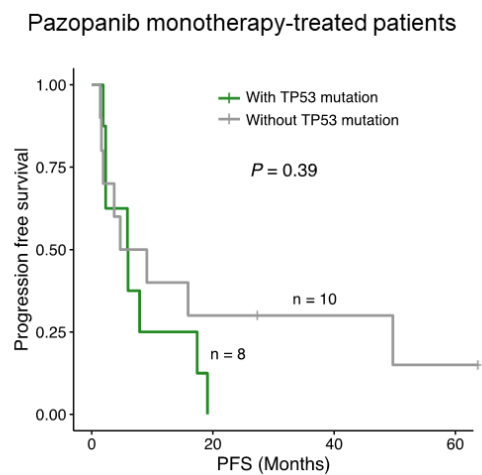 Pazopanib monotherapy-treated patients
With TP53 mutation
Without TP53 mutation
P = 0.39
n = 10
n = 8
Progression free survival
1.00
0.75
0.50
0.25
0.00
0 20 40 60
PFS (Months)